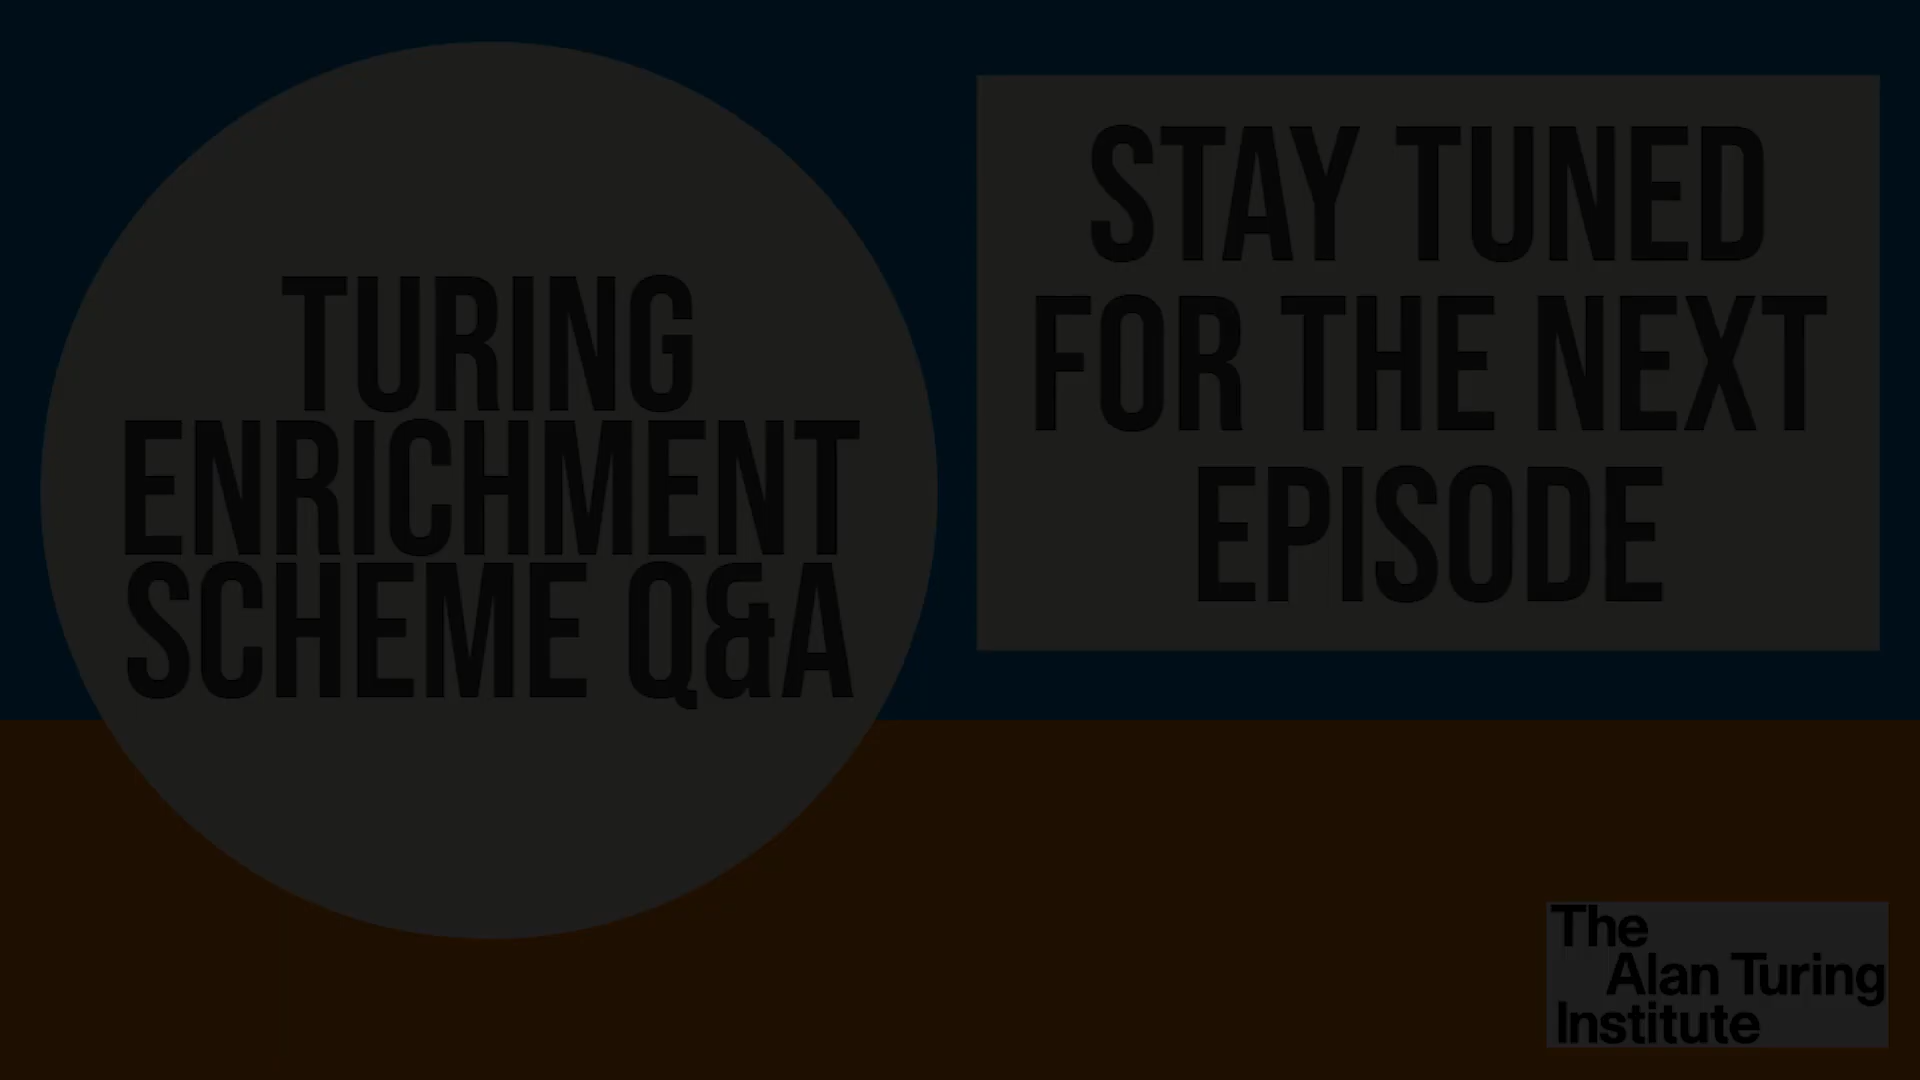 TURING
ENRICHMENT
SCHEME Q&A
STAY TUNED
FOR THE NEXT
EPISODE
The
Alan Turing
Institute